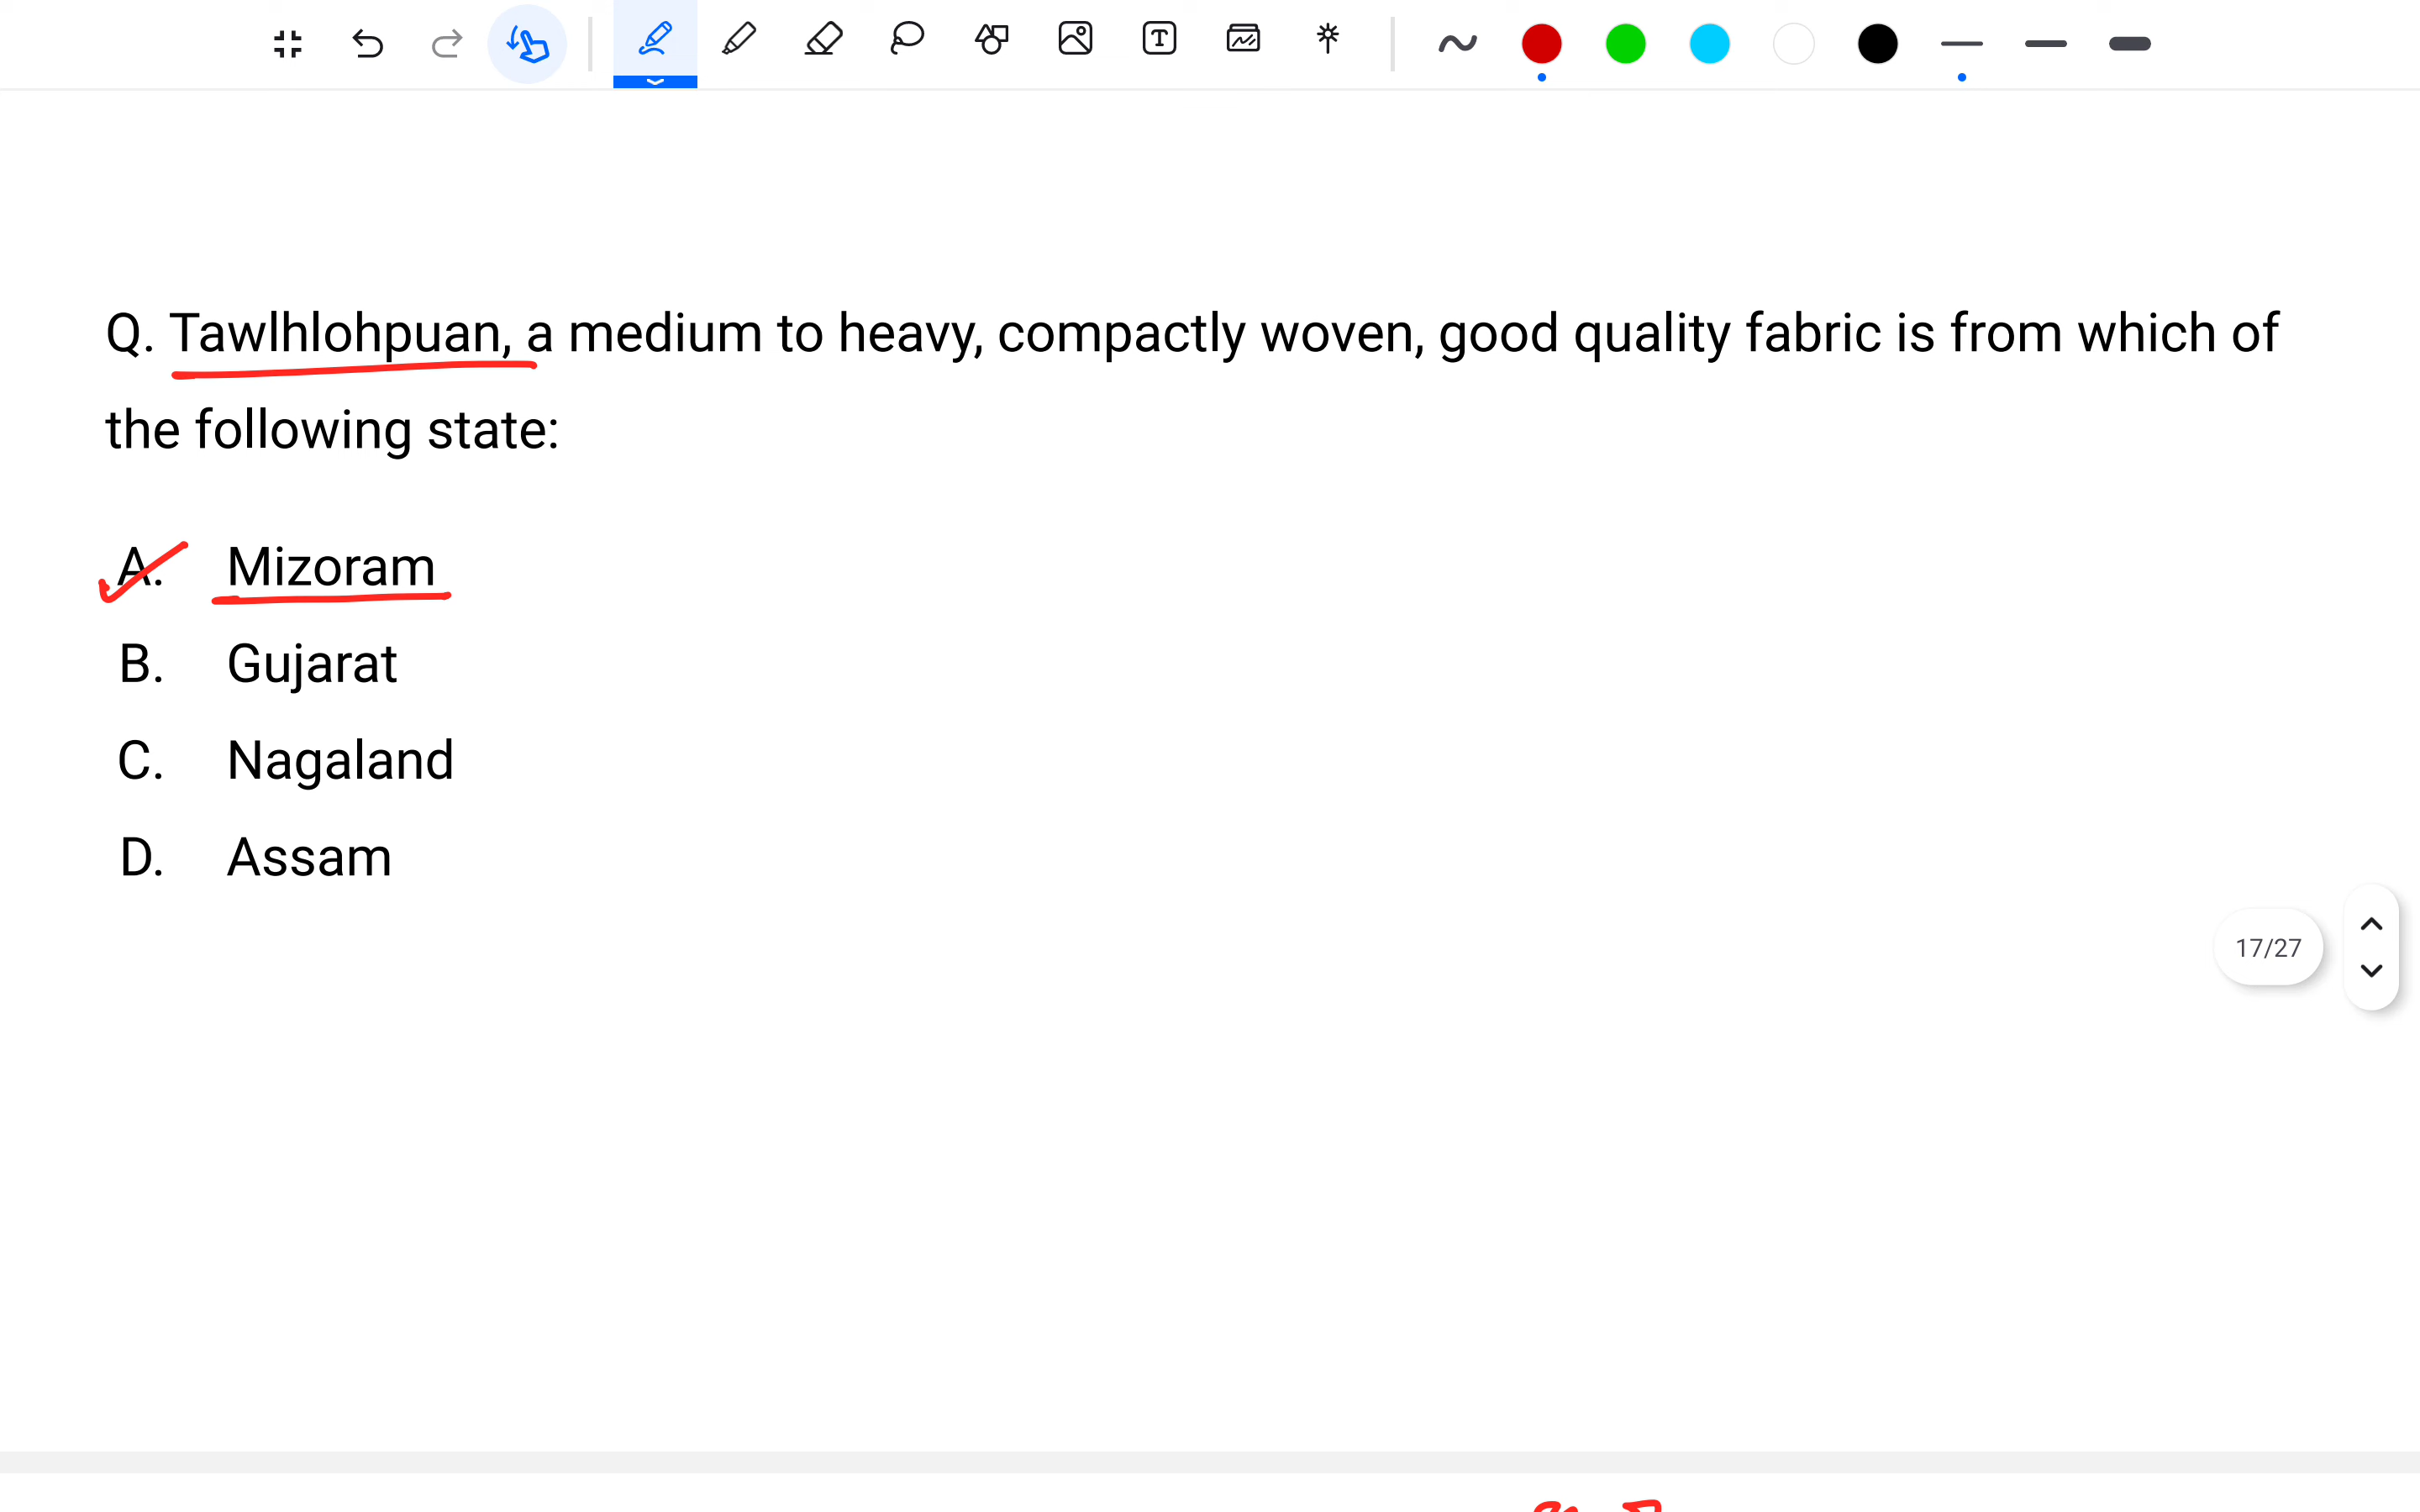 Q. Tawlhlohpuan, a medium to heavy, compactly woven, good quality fabric is from which of
the following state:
A. Mizoram
B. Gujarat
C. Nagaland
D. Assam
17/27